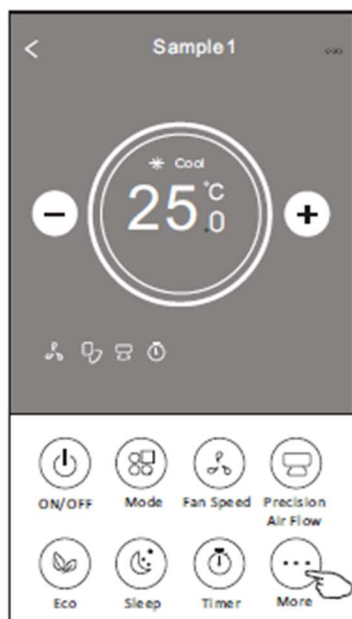 Sample1
Cool
25.0°C
ON/OFF Mode Fan Speed Precision Air Flow
Eco Sleep Timer More